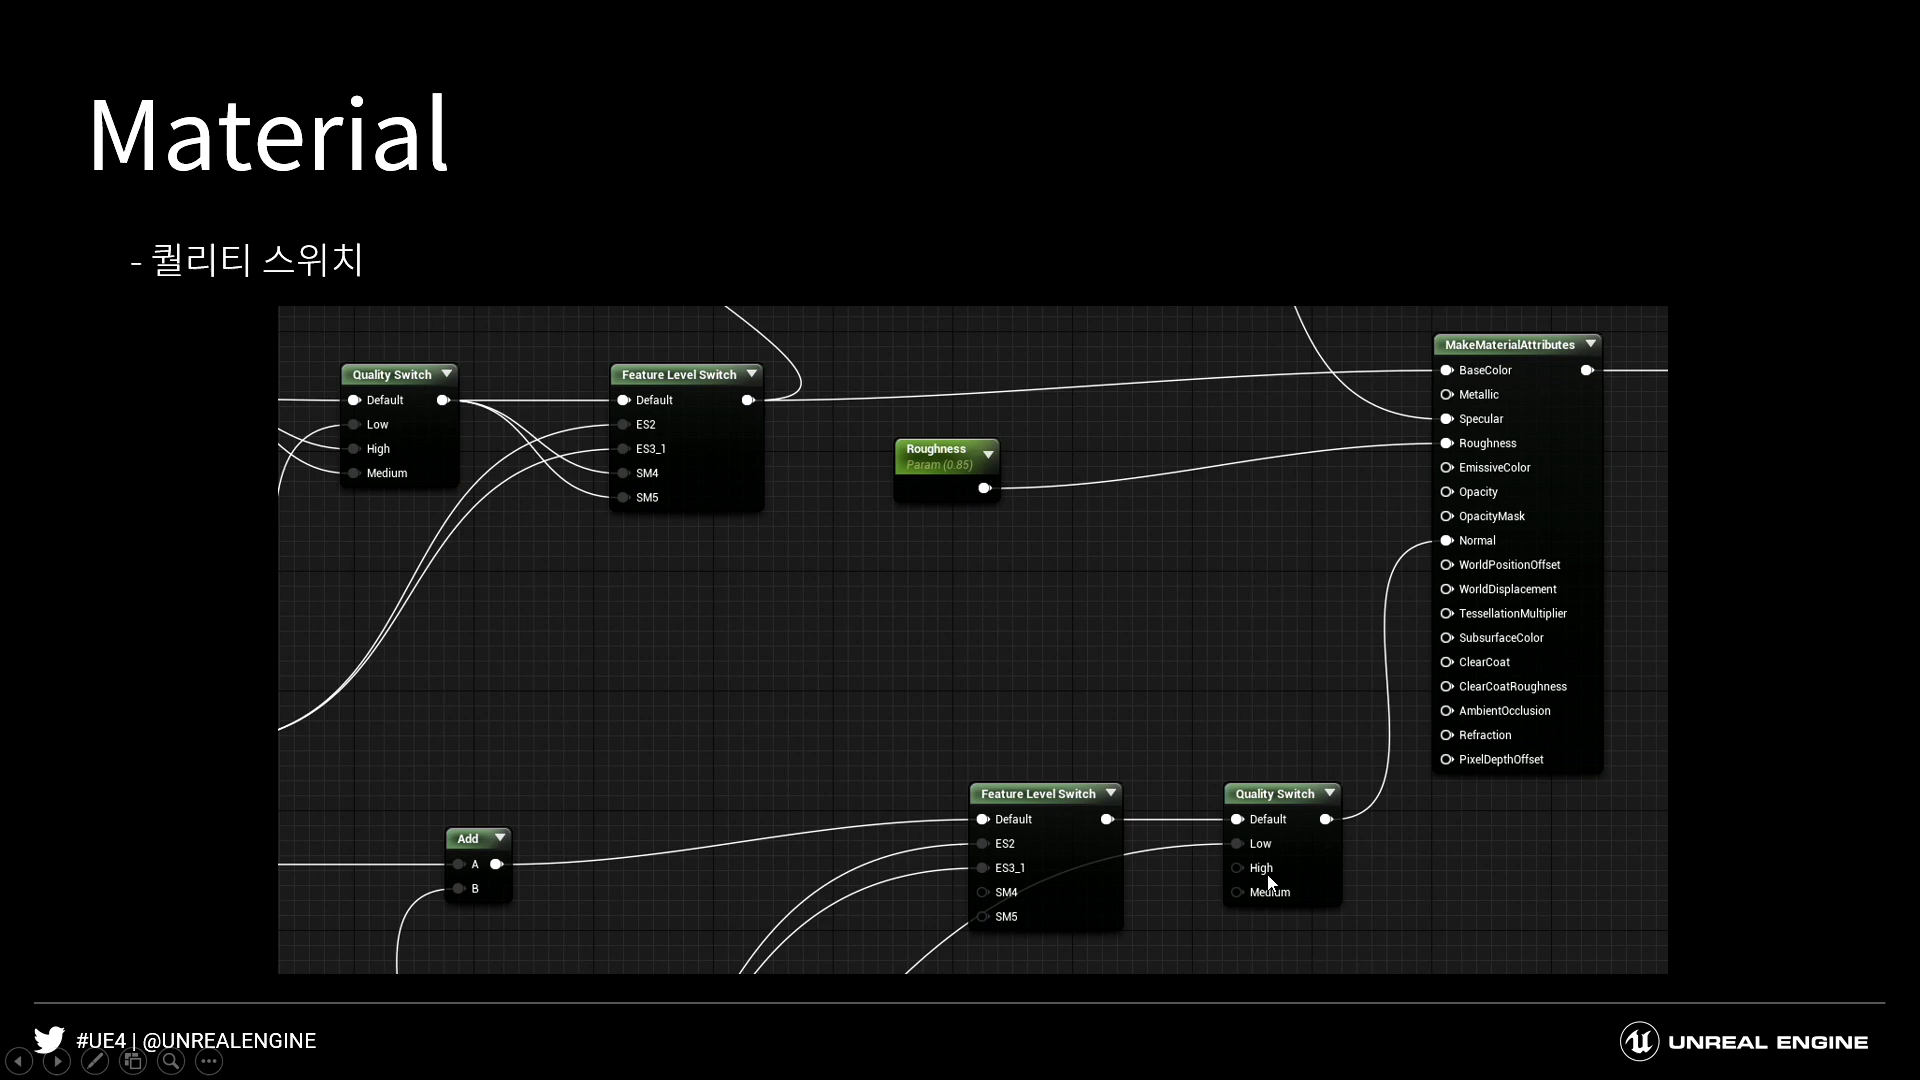 Material
- 퀄리티 스위치
Quality Switch
Default
Low
High
Medium
Feature Level Switch
Default
ES2
ES3_1
SM4
SM5
Roughness
Param (0.85)
MakeMaterialAttributes
BaseColor
Metallic
Specular
Roughness
EmissiveColor
Opacity
OpacityMask
Normal
WorldPositionOffset
WorldDisplacement
TessellationMultiplier
SubsurfaceColor
ClearCoat
ClearCoatRoughness
AmbientOcclusion
Refraction
PixelDepthOffset
Add
A
B
Feature Level Switch
Default
ES2
ES3_1
SM4
SM5
Quality Switch
Default
Low
High
Medium
#UE4 | @UNREALENGINE
UNREAL ENGINE